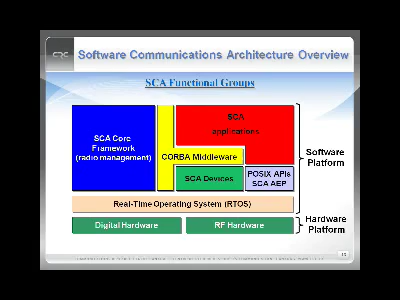 CRC
Software Communications Architecture Overview
SCA Functional Groups
SCA Core
Framework
(radio management)
SCA
applications
CORBA Middleware
SCA Devices
POSIX APIs
SCA AEP
Software
Platform
Real-Time Operating System (RTOS)
Digital Hardware
RF Hardware
Hardware
Platform